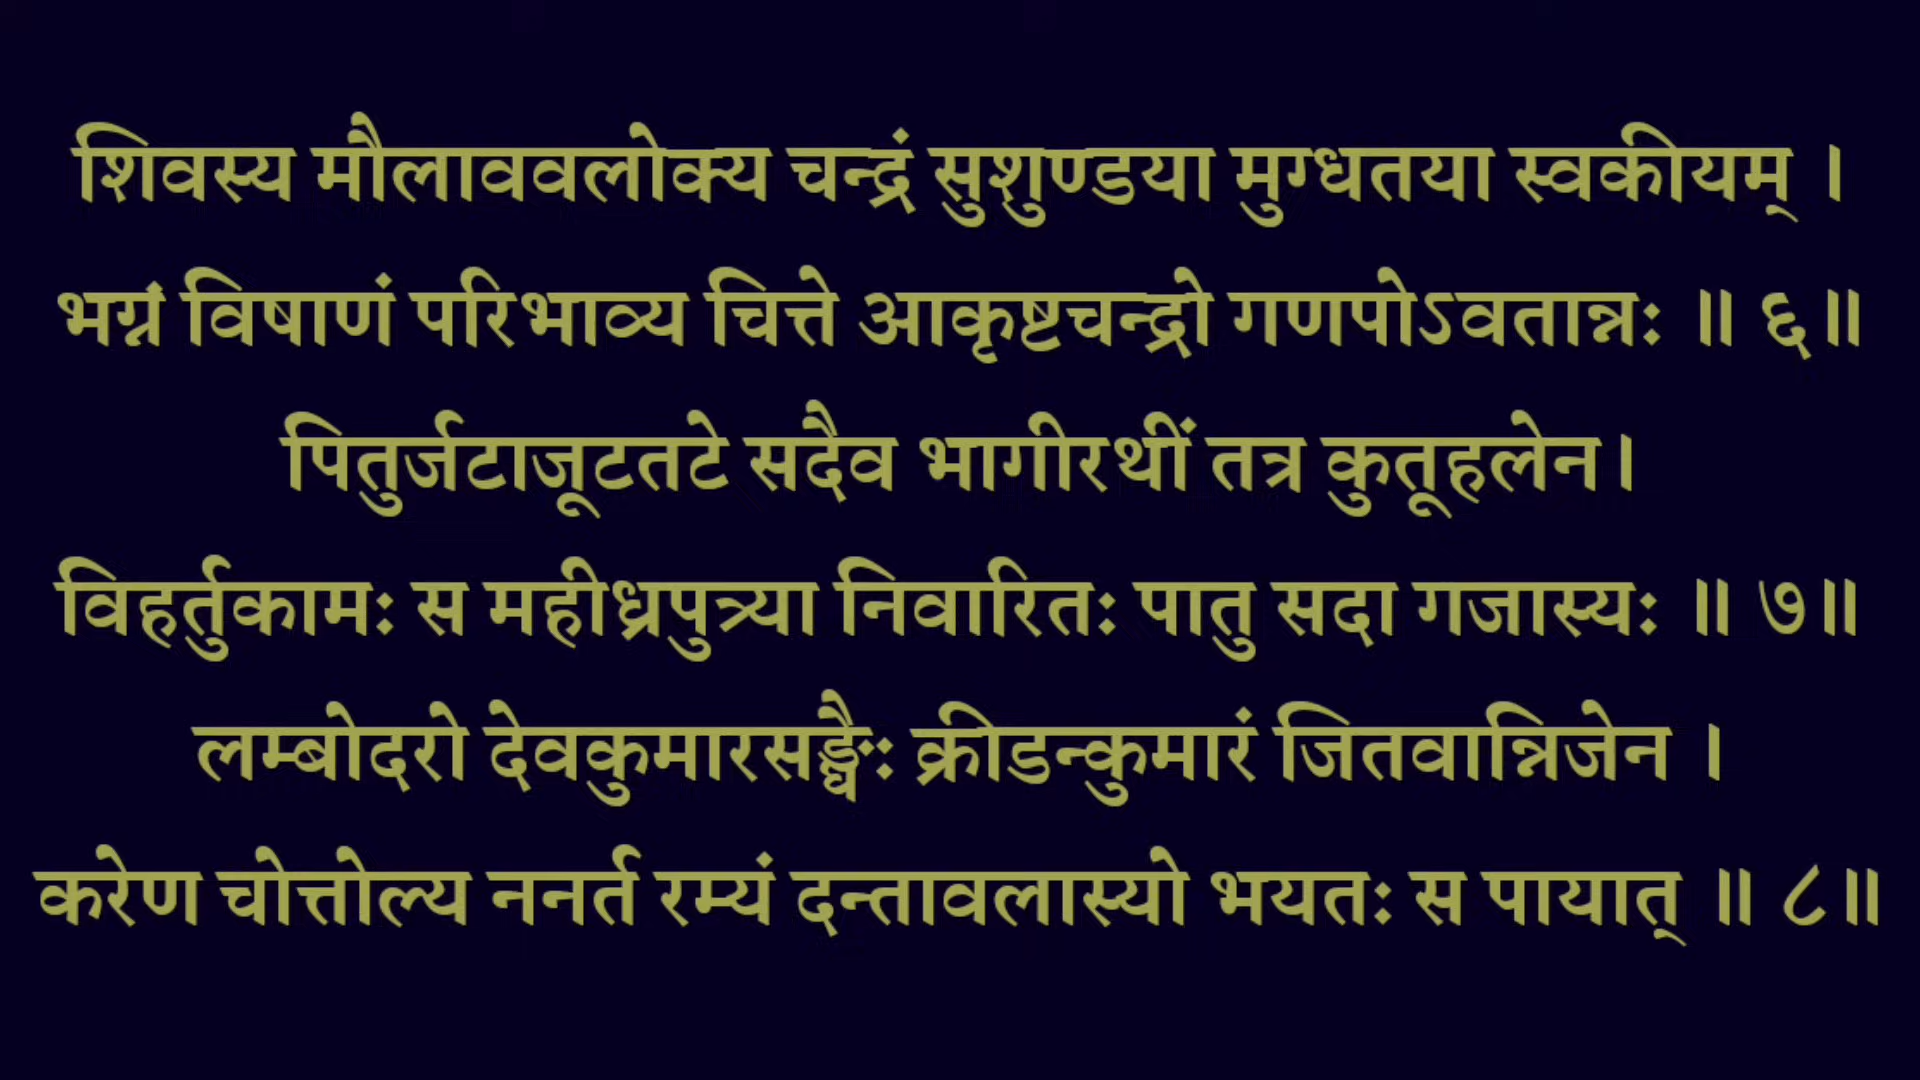 शिवस्य मौलाववलोक्य चन्द्रं सुशुण्डया मुग्धतया स्वकीयम् ।
भग्नं विषाणं परिभाव्य चित्ते आकृष्टचन्द्रो गणपोऽवतान्नः ॥ ६॥
पितुर्जटाजूटतटे सदैव भागीरथीं तत्र कुतूहलेन।
विहर्तुकामः स महीध्रपुत्र्या निवारितः पातु सदा गजास्यः ॥ ७॥
लम्बोदरो देवकुमारसङ्घैः क्रीडन्कुमारं जितवान्निजेन ।
करेण चोत्तोल्य ननर्त रम्यं दन्तावलास्यो भयतः स पायात् ॥ ८॥